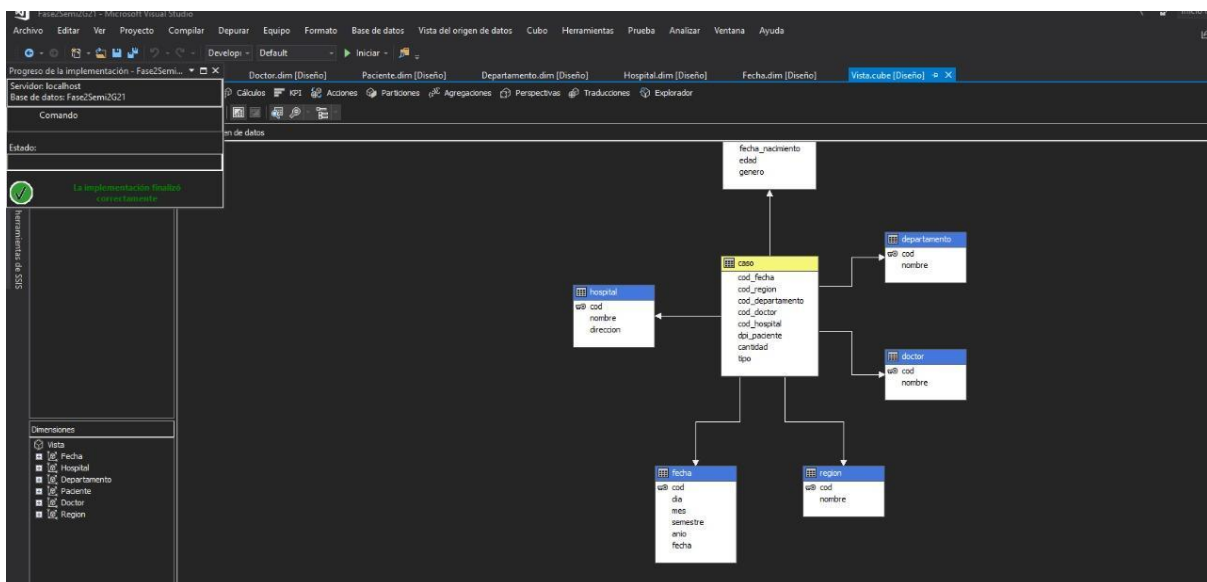 Fase2Semi2G21 - Microsoft Visual Studio
Archivo Editar Ver Proyecto Compilar Depurar Equipo Formato Base de datos Vista del origen de datos Cubo Herramientas Prueba Analizar Ventana Ayuda
Develop Default Iniciar
Progreso de la implementación - Fase2Semi...
Doctor.dim [Diseño] Paciente.dim [Diseño] Departamento.dim [Diseño] Hospital.dim [Diseño] Fecha.dim [Diseño] Vista.cube [Diseño]
Servidor: localhost
Base de datos: Fase2Semi2G21
Cálculos KPI Acciones Particiones Agregaciones Perspectivas Traducciones Explorador
Comando
en de datos
Estado:
La implementación finalizó
correctamente
herramientas de SSIS
fecha_nacimiento
edad
genero
departamento
cod
nombre
caso
cod_fecha
cod_region
cod_departamento
cod_doctor
cod_hospital
dpi_paciente
cantidad
tipo
hospital
cod
nombre
direccion
doctor
cod
nombre
Dimensiones
Vista
Fecha
Hospital
Departamento
Paciente
Doctor
Region
fecha
cod
dia
mes
semestre
anio
fecha
region
cod
nombre